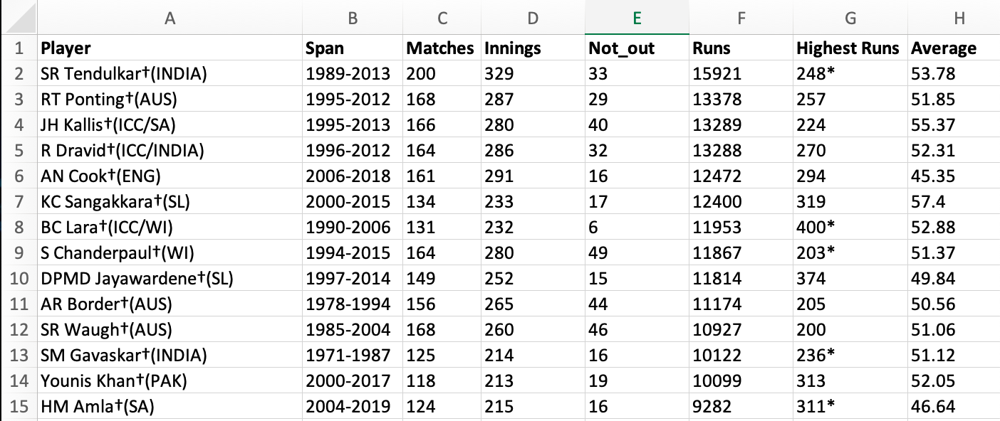 A B C D E F G H
1 Player Span Matches Innings Not_out Runs Highest Runs Average
2 SR Tendulkar†(INDIA) 1989-2013 200 329 33 15921 248* 53.78
3 RT Ponting†(AUS) 1995-2012 168 287 29 13378 257 51.85
4 JH Kallis†(ICC/SA) 1995-2013 166 280 40 13289 224 55.37
5 R Dravid†(ICC/INDIA) 1996-2012 164 286 32 13288 270 52.31
6 AN Cook†(ENG) 2006-2018 161 291 16 12472 294 45.35
7 KC Sangakkara†(SL) 2000-2015 134 233 17 12400 319 57.4
8 BC Lara†(ICC/WI) 1990-2006 131 232 6 11953 400* 52.88
9 S Chanderpaul†(WI) 1994-2015 164 280 49 11867 203* 51.37
10 DPMD Jayawardene†(SL) 1997-2014 149 252 15 11814 374 49.84
11 AR Border†(AUS) 1978-1994 156 265 44 11174 205 50.56
12 SR Waugh†(AUS) 1985-2004 168 260 46 10927 200 51.06
13 SM Gavaskar†(INDIA) 1971-1987 125 214 16 10122 236* 51.12
14 Younis Khan†(PAK) 2000-2017 118 213 19 10099 313 52.05
15 HM Amla†(SA) 2004-2019 124 215 16 9282 311* 46.64